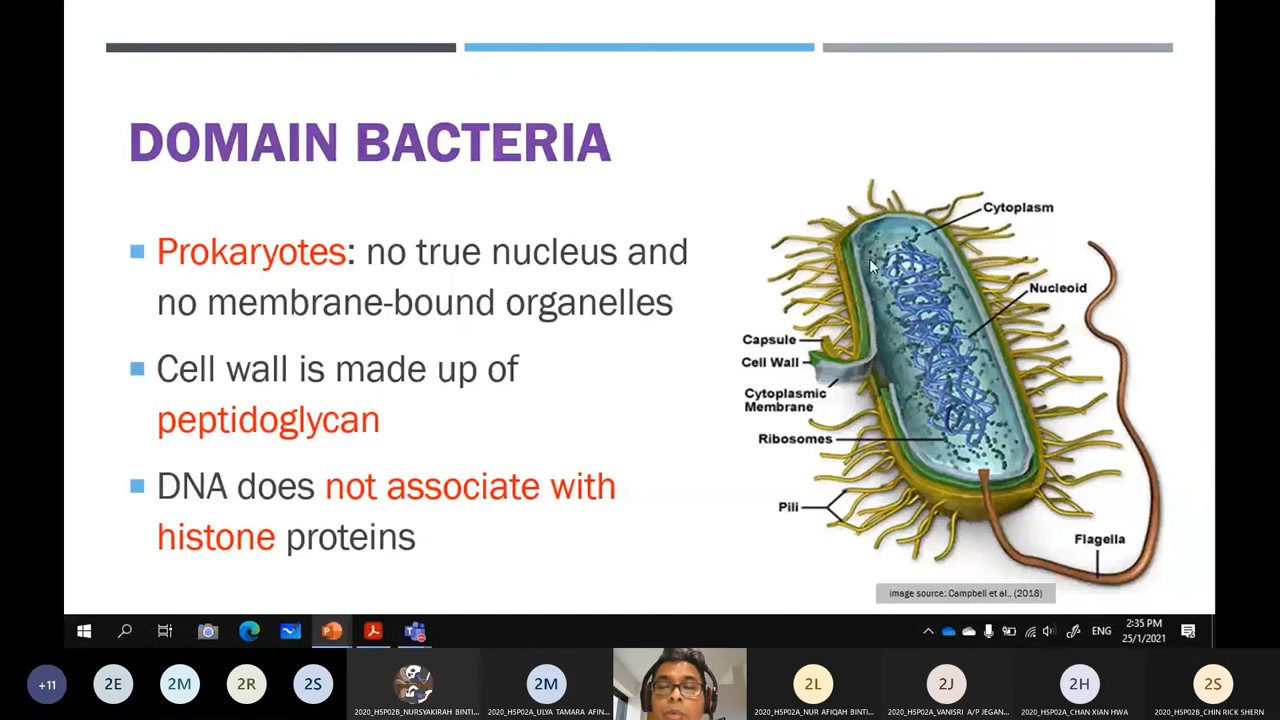 DOMAIN BACTERIA
Prokaryotes: no true nucleus and
no membrane-bound organelles
Cell wall is made up of
peptidoglycan
DNA does not associate with
histone proteins
Cytoplasm
Nucleoid
Capsule
Cell Wall
Cytoplasmic
Membrane
Ribosomes
Pili
Flagella
image source: Campbell et al., (2018)
ENG
2:35 PM
25/1/2021
+11
2E
2M
2R
2S
2M
2L
2J
2H
2S
2020_H5P02B_NURSYAKIRAH BINTI...
2020_H5P02A_ULYA TAMARA AFIN...
2020_H5P02A_NUR AFIQAH BINTI...
2020_H5P02A_VANISRI A/P JEGAN...
2020_H5P02A_CHAN XIAN HWA
2020_H5P02B_CHIN RICK SHERN